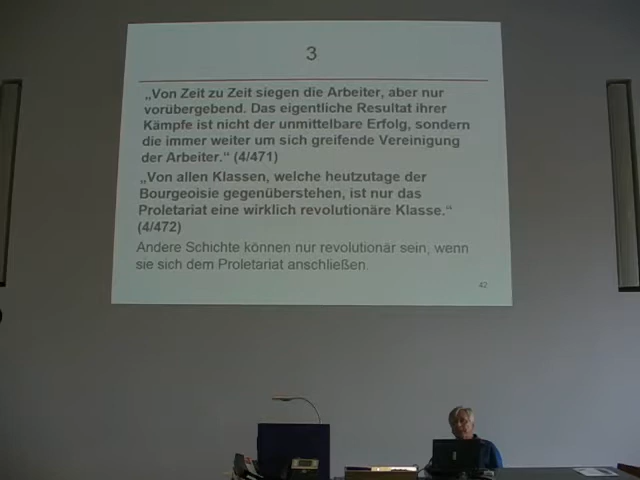 3
„Von Zeit zu Zeit siegen die Arbeiter, aber nur
vorübergehend. Das eigentliche Resultat ihrer
Kämpfe ist nicht der unmittelbare Erfolg, sondern
die immer weiter um sich greifende Vereinigung
der Arbeiter.“ (4/471)
„Von allen Klassen, welche heutzutage der
Bourgeoisie gegenüberstehen, ist nur das
Proletariat eine wirklich revolutionäre Klasse.“
(4/472)
Andere Schichte können nur revolutionär sein, wenn
sie sich dem Proletariat anschließen.
42